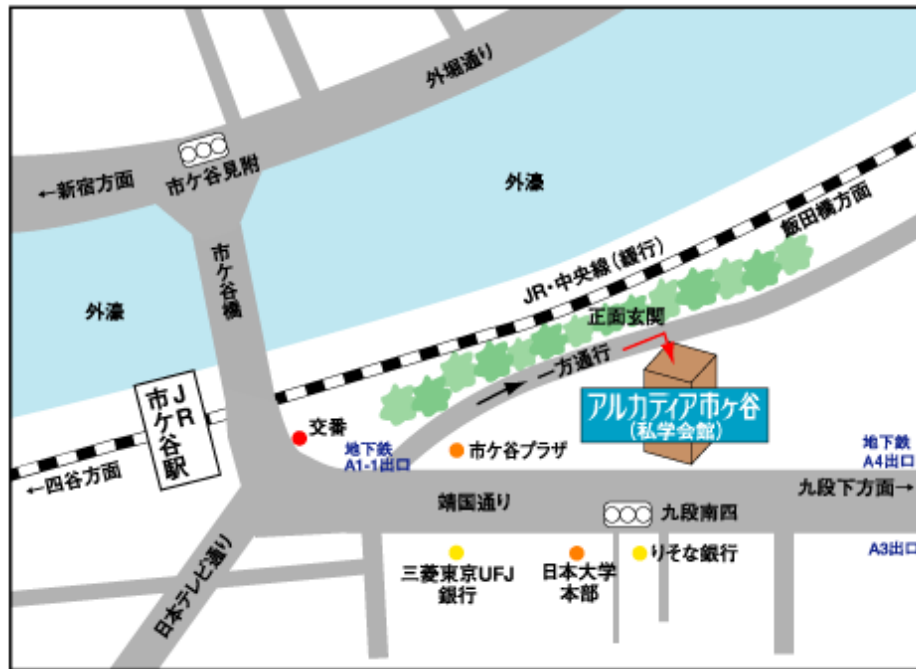 外堀通り
市ケ谷見附
←新宿方面
外濠
飯田橋方面
市ケ谷橋
JR・中央線(銀行)
外濠
正面玄関
一方通行
JR
市ケ谷駅
アルカディア市ヶ谷
(私学会館)
交番
地下鉄
A1-1出口
市ケ谷プラザ
地下鉄
A4出口
←四谷方面
九段下方面→
靖国通り
九段南四
A3出口
三菱東京UFJ
銀行
日本大学
本部
りそな銀行
日本テレビ通り